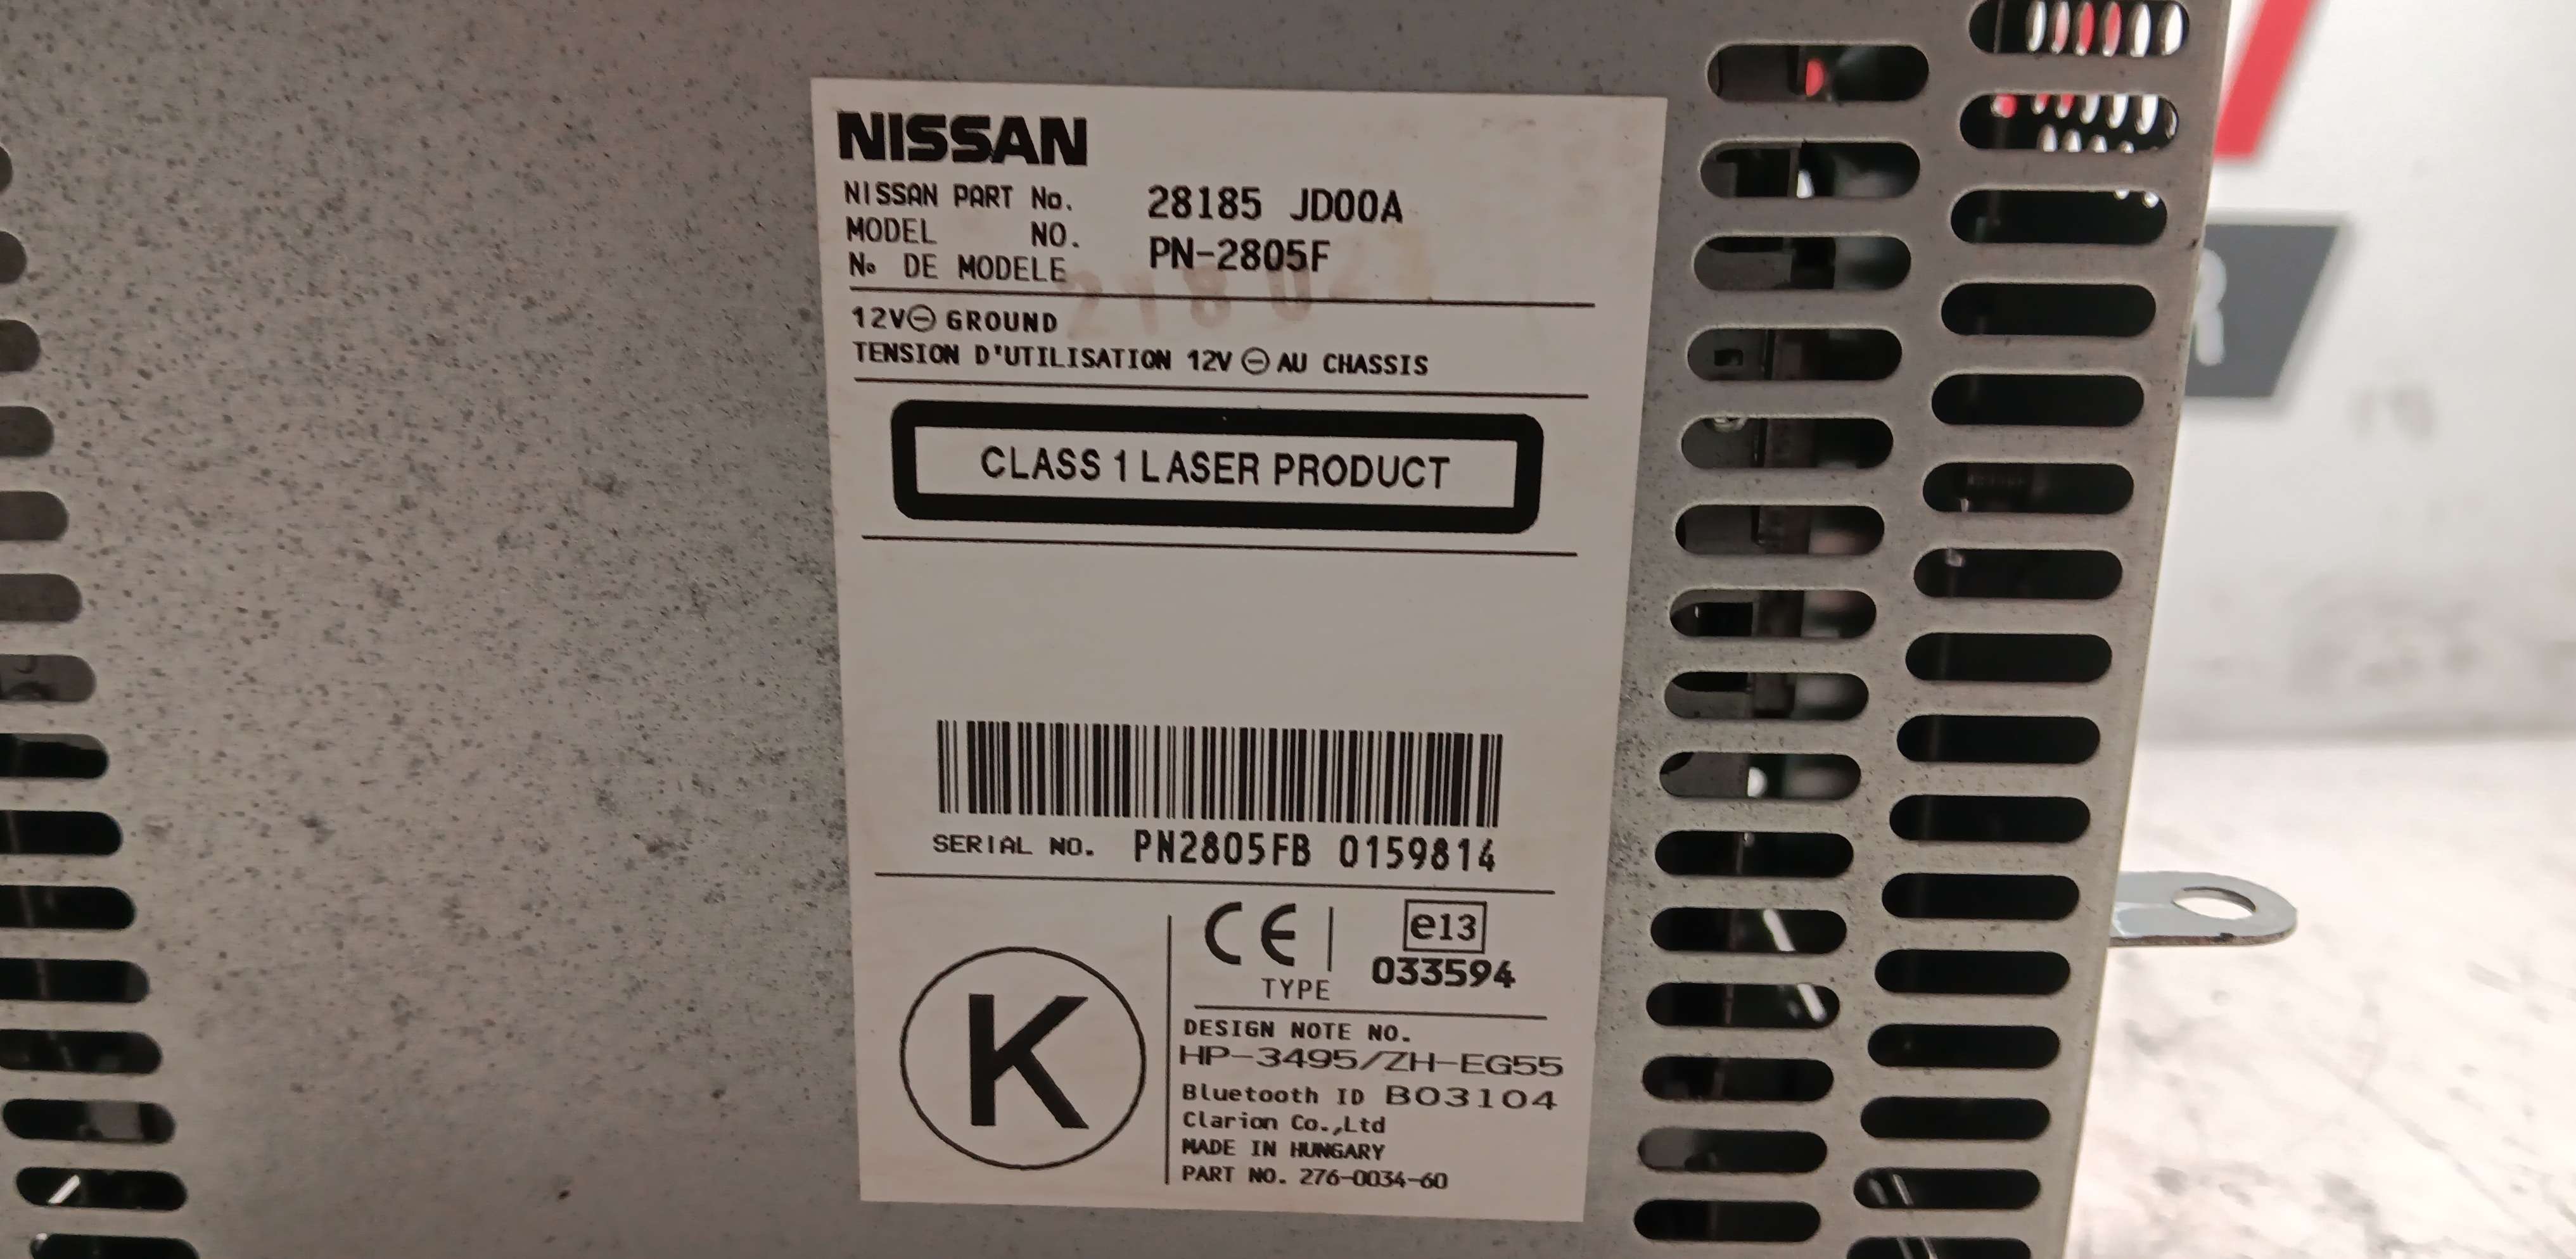 NISSAN
NISSAN PART No. 28185 JD00A
MODEL NO. PN-2805F
No DE MODELE
12V⊖ GROUND
TENSION D'UTILISATION 12V ⊖ AU CHASSIS
CLASS 1 LASER PRODUCT
SERIAL NO. PN2805FB 0159814
K
CE
TYPE
e13
033594
DESIGN NOTE NO.
HP-3495/ZH-EG55
Bluetooth ID B03104
Clarion Co.,Ltd
MADE IN HUNGARY
PART NO. 276-0034-60
R